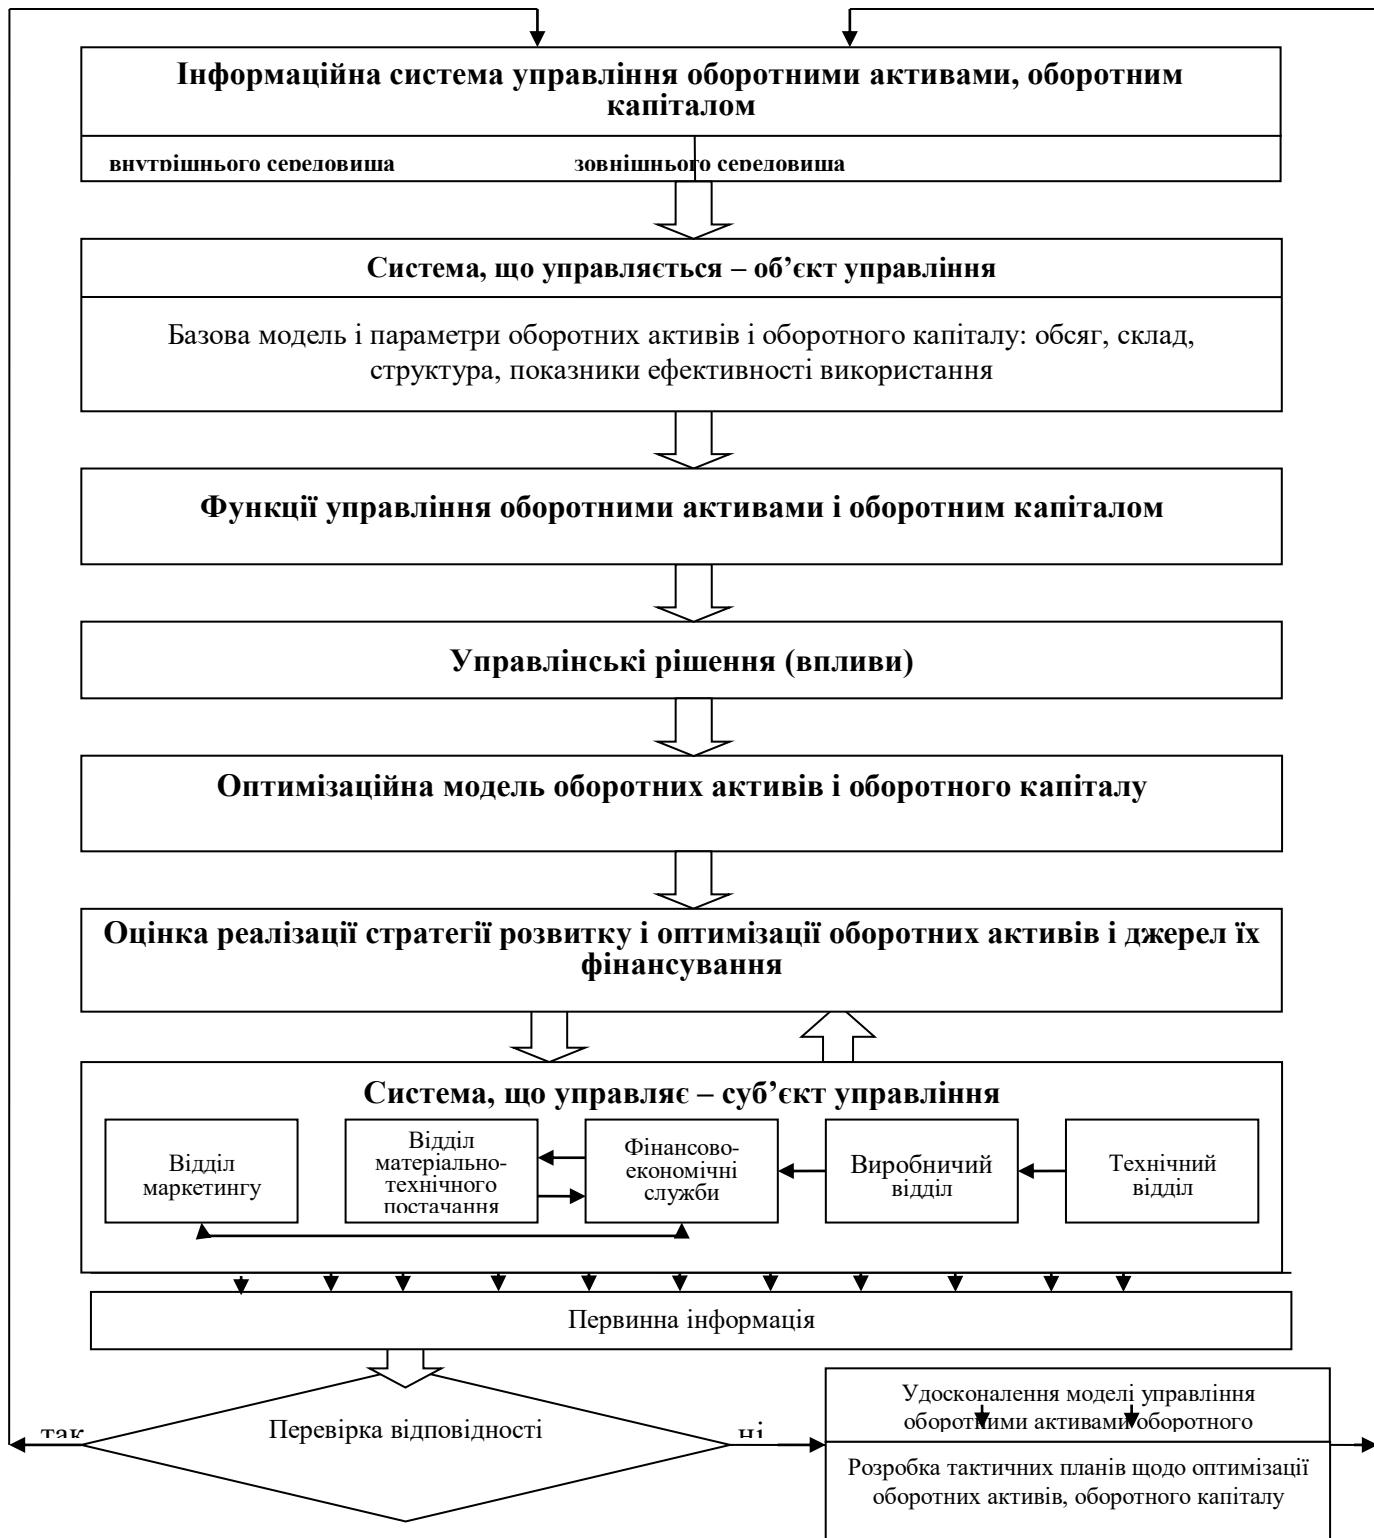 Інформаційна система управління оборотними активами, оборотним
капіталом
внутрішнього середовища зовнішнього середовища
Система, що управляється – об’єкт управління
Базова модель і параметри оборотних активів і оборотного капіталу: обсяг, склад,
структура, показники ефективності використання
Функції управління оборотними активами і оборотним капіталом
Управлінські рішення (впливи)
Оптимізаційна модель оборотних активів і оборотного капіталу
Оцінка реалізації стратегії розвитку і оптимізації оборотних активів і джерел їх
фінансування
Система, що управляє – суб’єкт управління
Відділ
маркетингу
Відділ
матеріально-
технічного
постачання
Фінансово-
економічні
служби
Виробничий
відділ
Технічний
відділ
Первинна інформація
так
Перевірка відповідності
ні
Удосконалення моделі управління
оборотними активами оборотного
Розробка тактичних планів щодо оптимізації
оборотних активів, оборотного капіталу